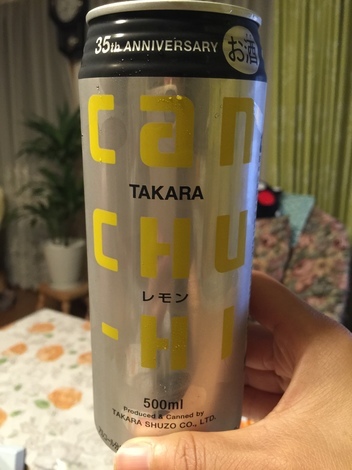 35th ANNIVERSARY お酒
can
TAKARA
CHU
レモン
-HI
500ml
Produced & Canned by
TAKARA SHUZO CO., LTD.